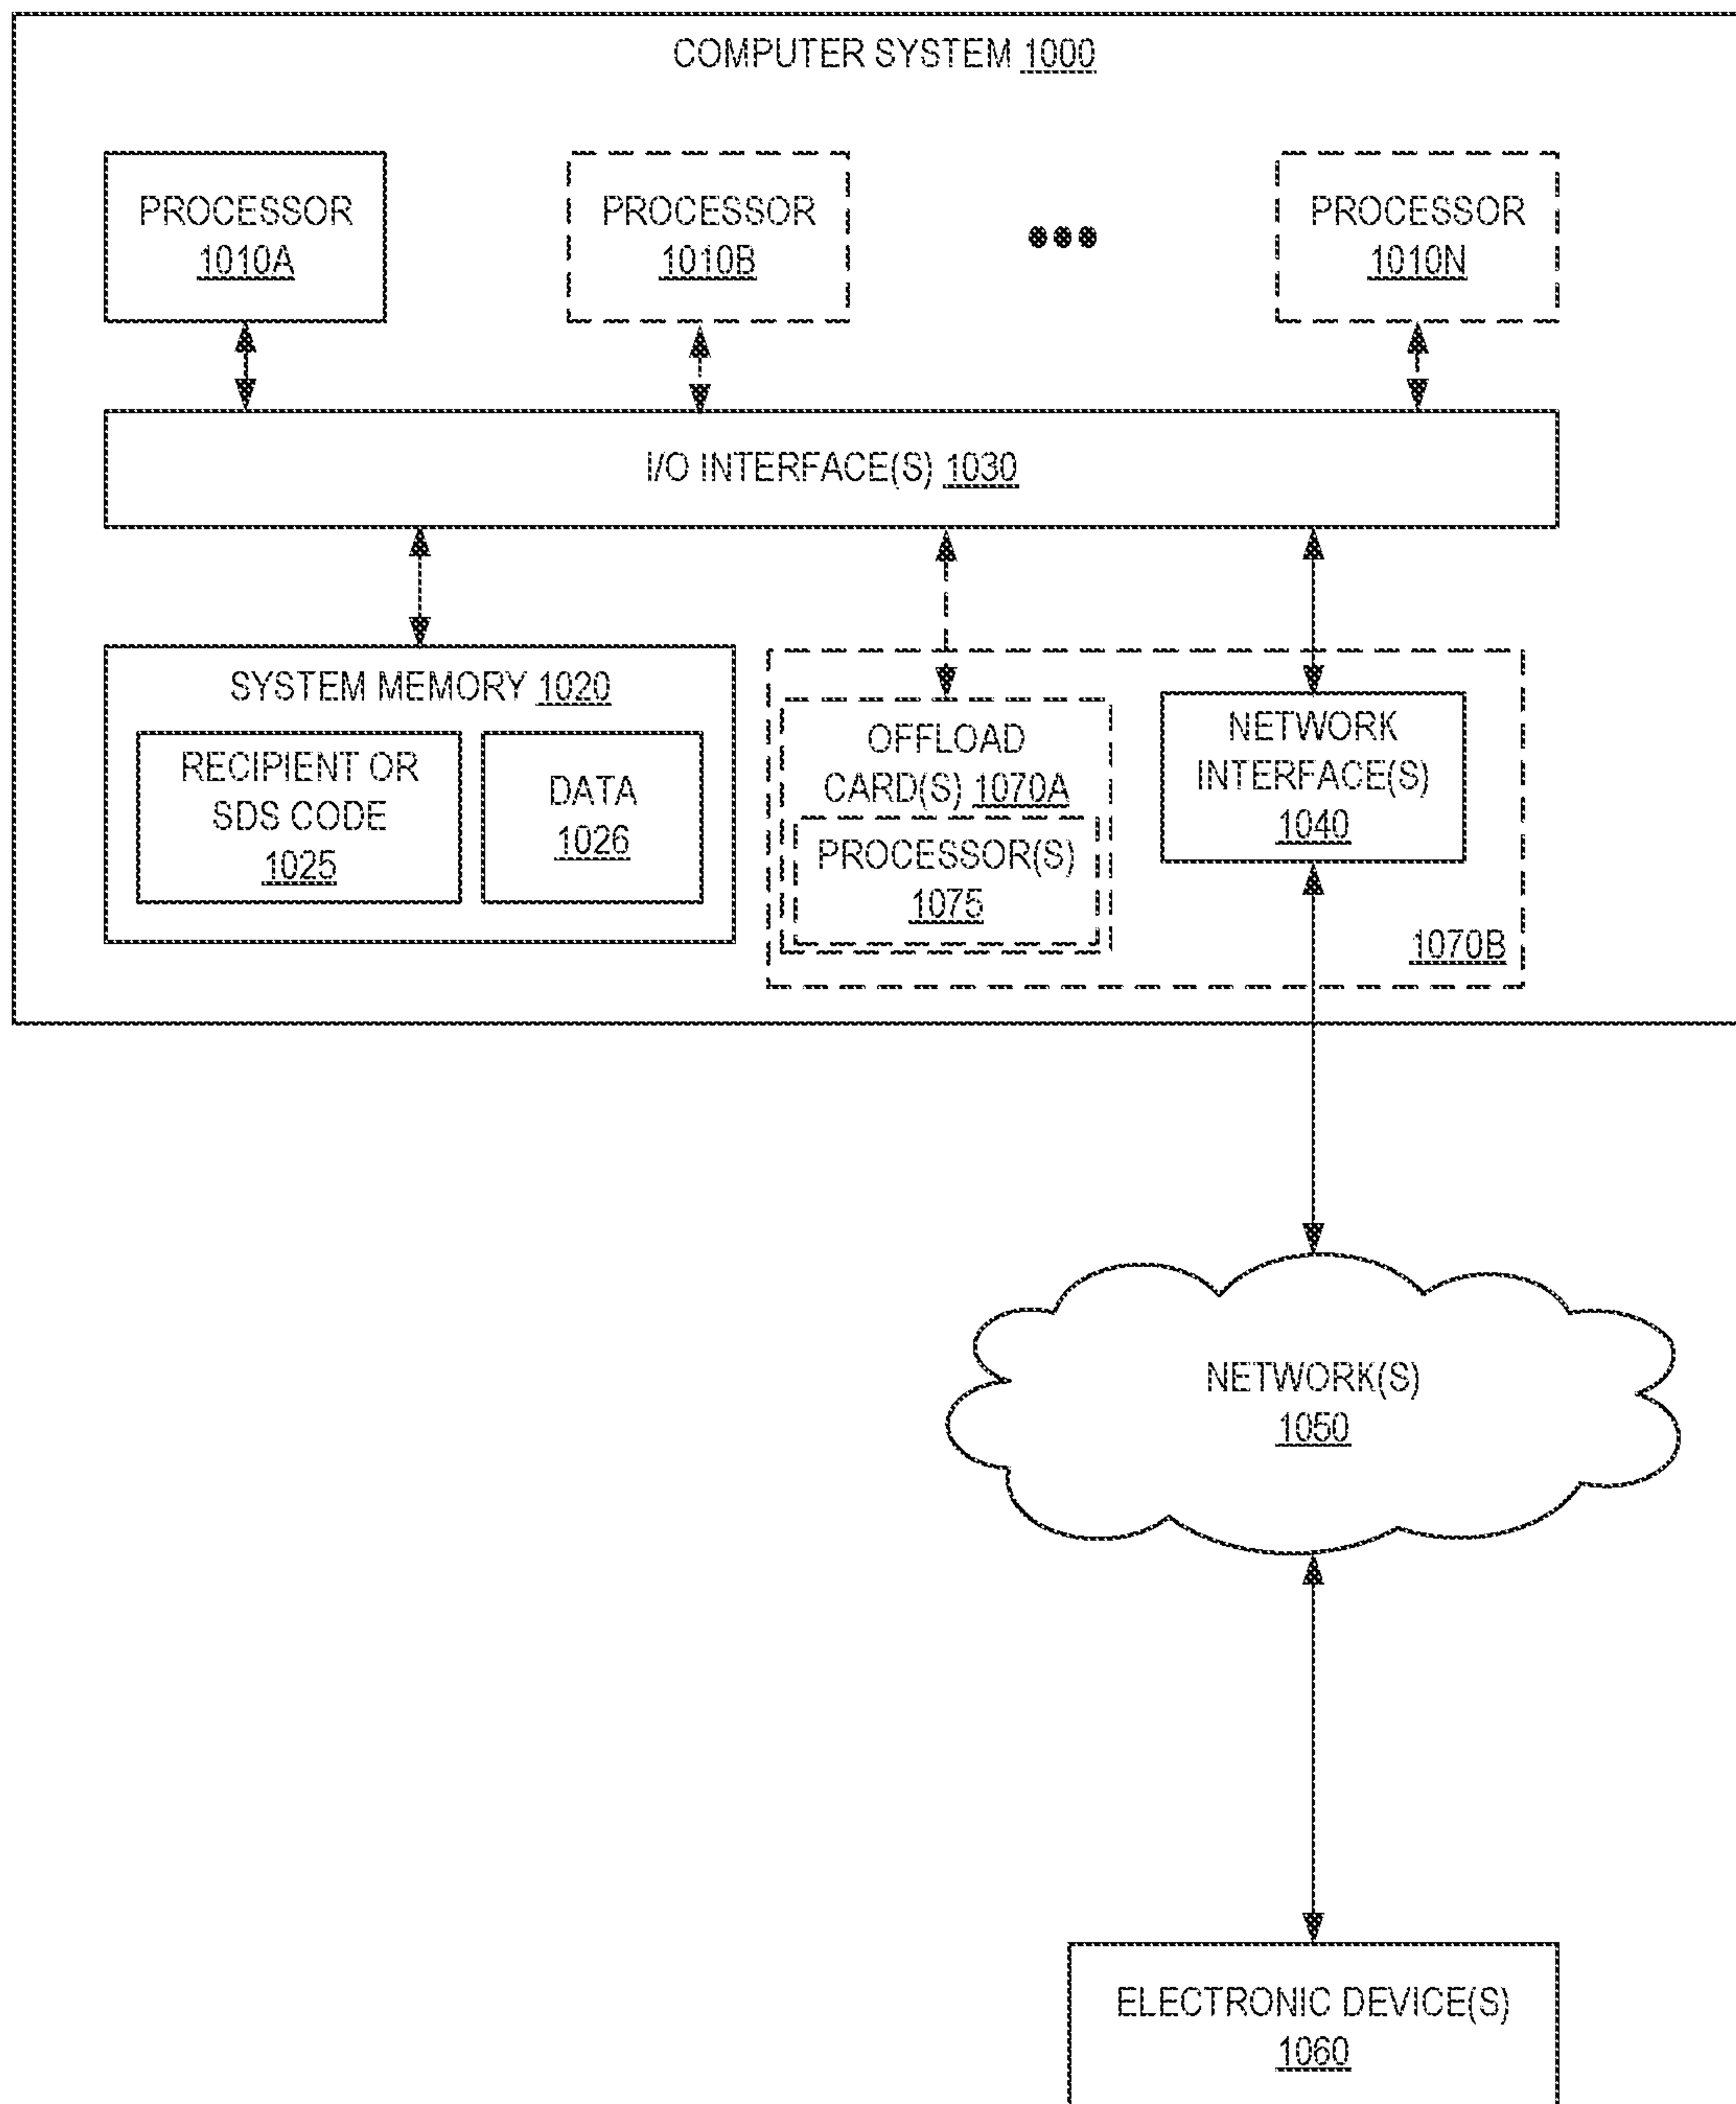 COMPUTER SYSTEM 1000
PROCESSOR
1010A
PROCESSOR
1010B
PROCESSOR
1010N
I/O INTERFACE(S) 1030
SYSTEM MEMORY 1020
RECIPIENT OR
SDS CODE
1025
DATA
1026
OFFLOAD
CARD(S) 1070A
PROCESSOR(S)
1075
NETWORK
INTERFACE(S)
1040
1070B
NETWORK(S)
1050
ELECTRONIC DEVICE(S)
1060